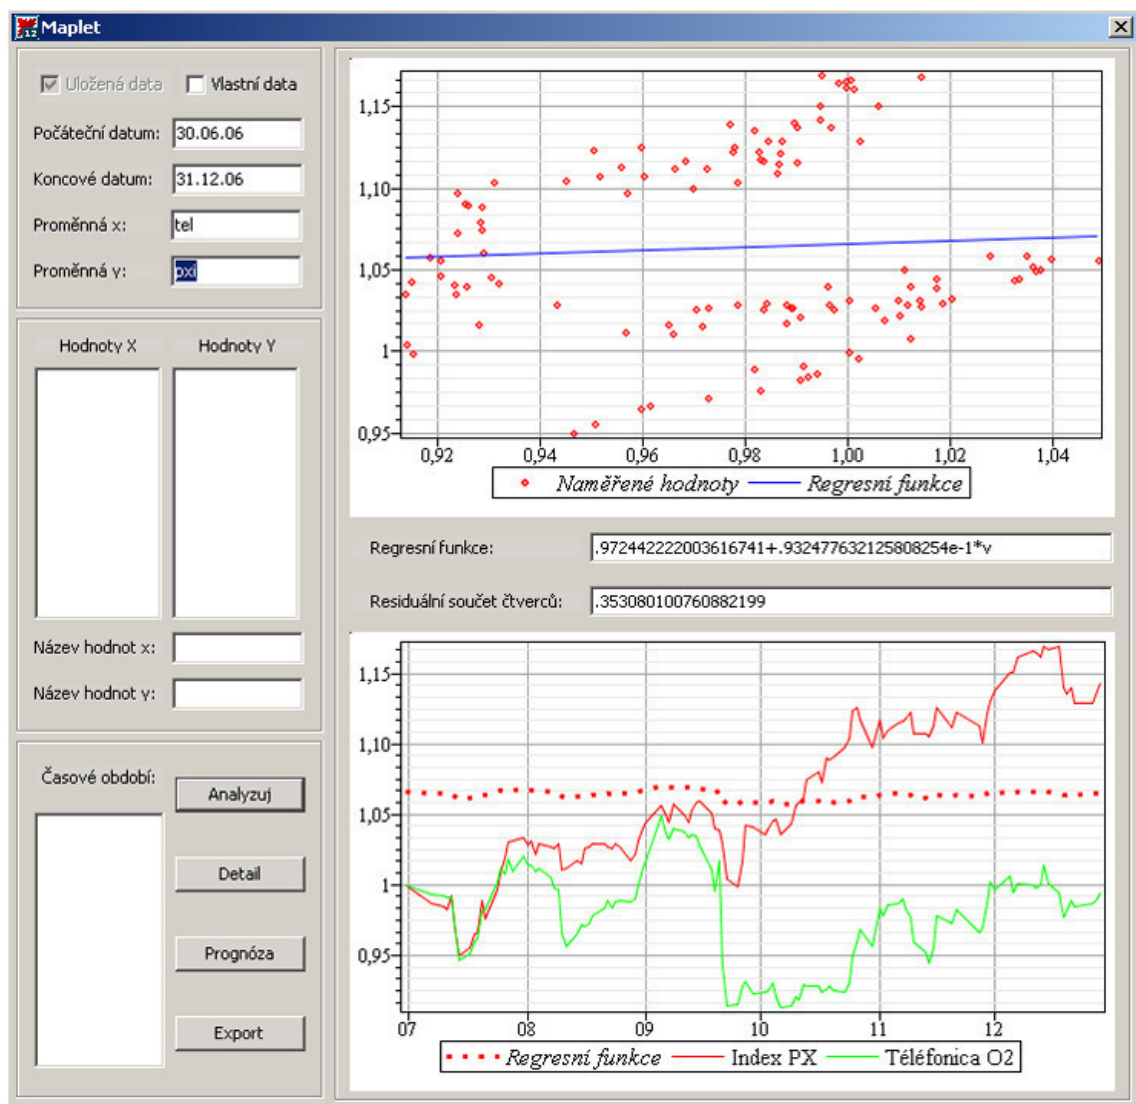 Maplet
Uložená data Vlastní data
Počáteční datum: 30.06.06
Koncové datum: 31.12.06
Proměnná x: tel
Proměnná y: pxi
Hodnoty X Hodnoty Y
Název hodnot x:
Název hodnot y:
Časové období:
Analyzuj
Detail
Prognóza
Export
1,15
1,10
1,05
1
0,95
0,92 0,94 0,96 0,98 1,00 1,02 1,04
Naměřené hodnoty Regresní funkce
Regresní funkce: .972442222003616741+.932477632125808254e-1*v
Residuální součet čtverců: .353080100760882199
1,15
1,10
1,05
1
0,95
07 08 09 10 11 12
Regresní funkce Index PX Téléfonica O2